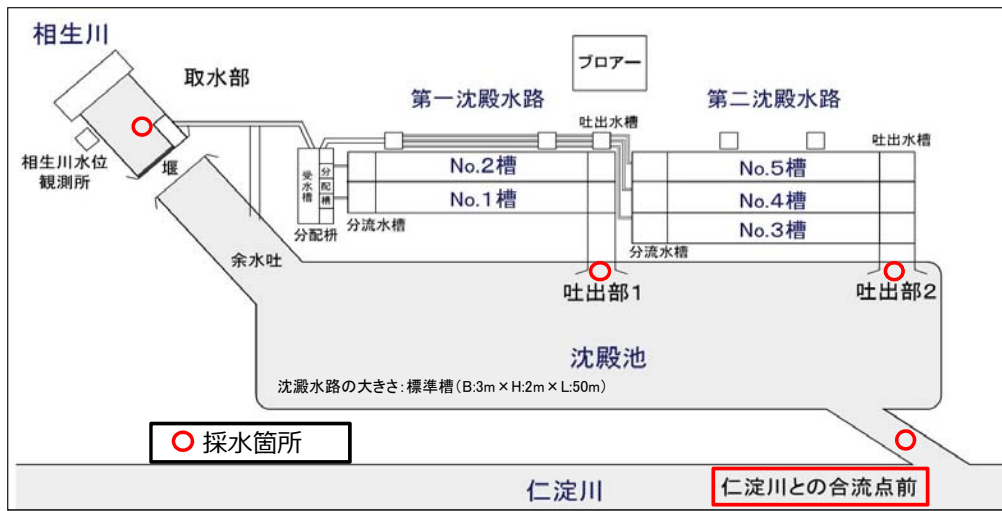 相生川
取水部
ブロアー
第一沈殿水路
第二沈殿水路
吐出水槽
吐出水槽
相生川水位
観測所
堰
受水槽
分配槽
No.2槽
No.1槽
No.5槽
No.4槽
No.3槽
分配枡
分流水槽
分流水槽
余水吐
吐出部1
吐出部2
沈殿池
沈澱水路の大きさ:標準槽(B:3m×H:2m×L:50m)
採水箇所
仁淀川
仁淀川との合流点前